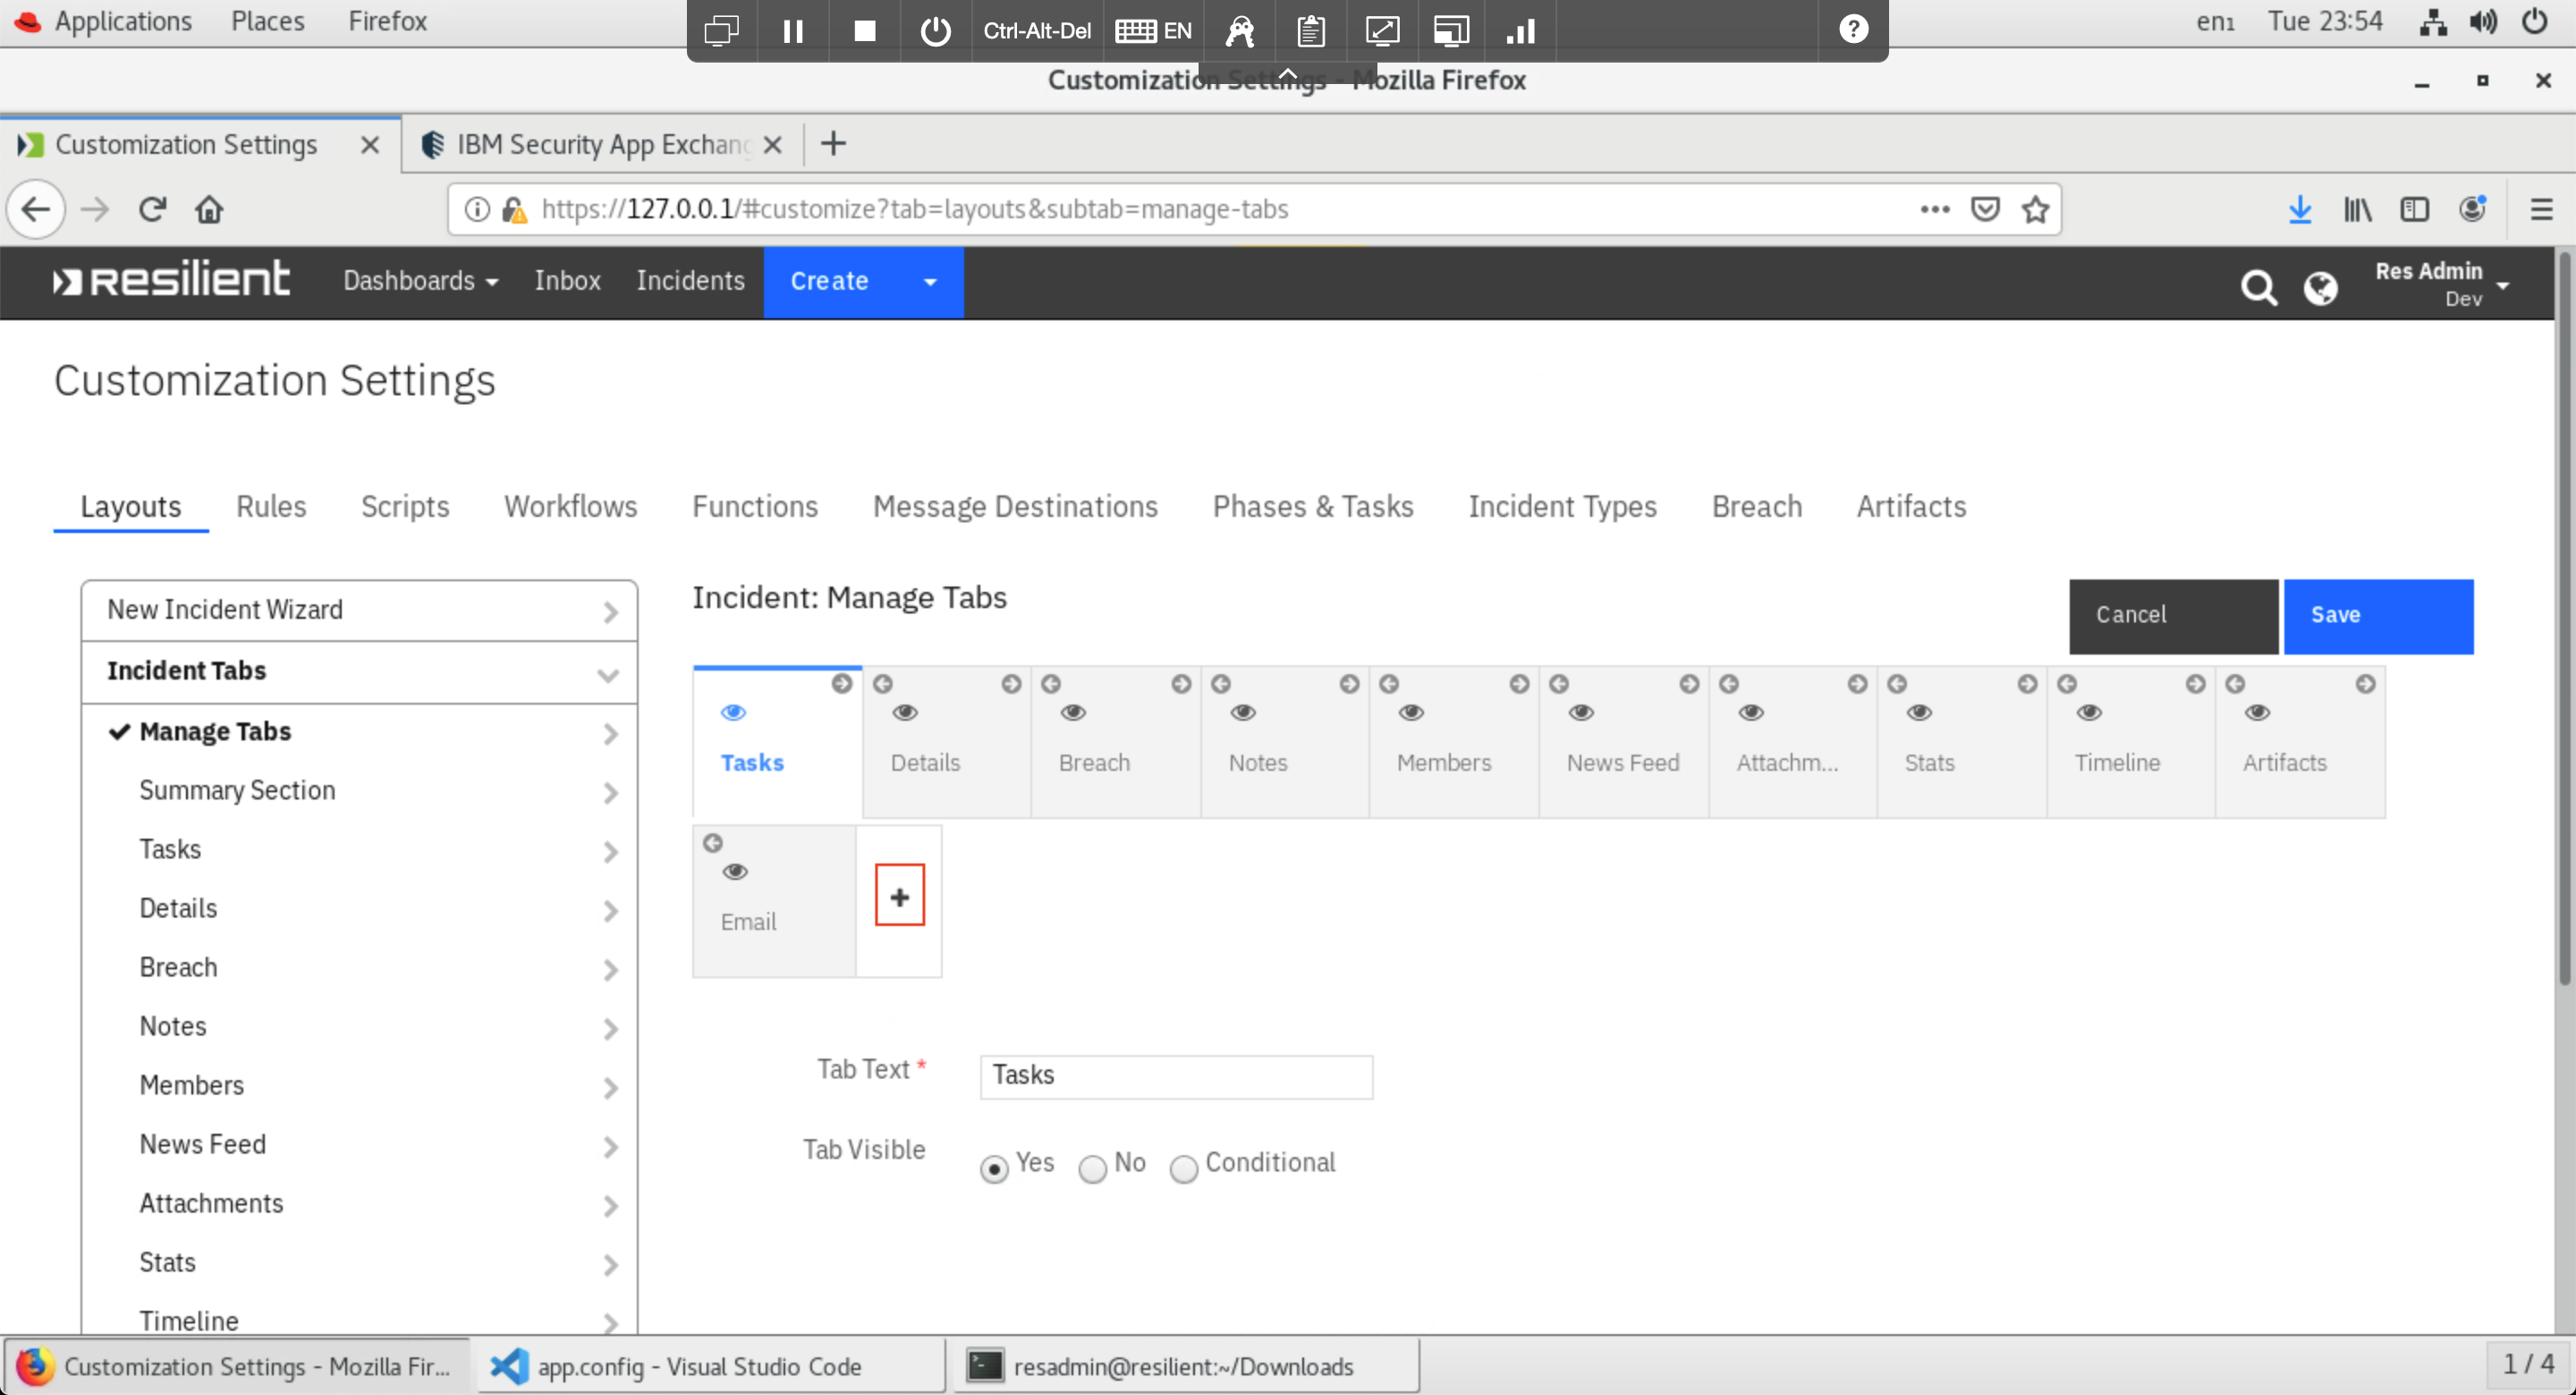 Applications Places Firefox
Ctrl-Alt-Del EN
en1 Tue 23:54
Customization Settings - Mozilla Firefox
Customization Settings
IBM Security App Exchang
https://127.0.0.1/#customize?tab=layouts&subtab=manage-tabs
Resilient Dashboards Inbox Incidents Create
Res Admin
Dev
Customization Settings
Layouts Rules Scripts Workflows Functions Message Destinations Phases & Tasks Incident Types Breach Artifacts
New Incident Wizard
Incident Tabs
Manage Tabs
Summary Section
Tasks
Details
Breach
Notes
Members
News Feed
Attachments
Stats
Timeline
Incident: Manage Tabs
Cancel Save
Tasks Details Breach Notes Members News Feed Attachm... Stats Timeline Artifacts
Email
Tab Text *
Tasks
Tab Visible
Yes No Conditional
Customization Settings - Mozilla Fir... app.config - Visual Studio Code resadmin@resilient:~/Downloads 1 / 4